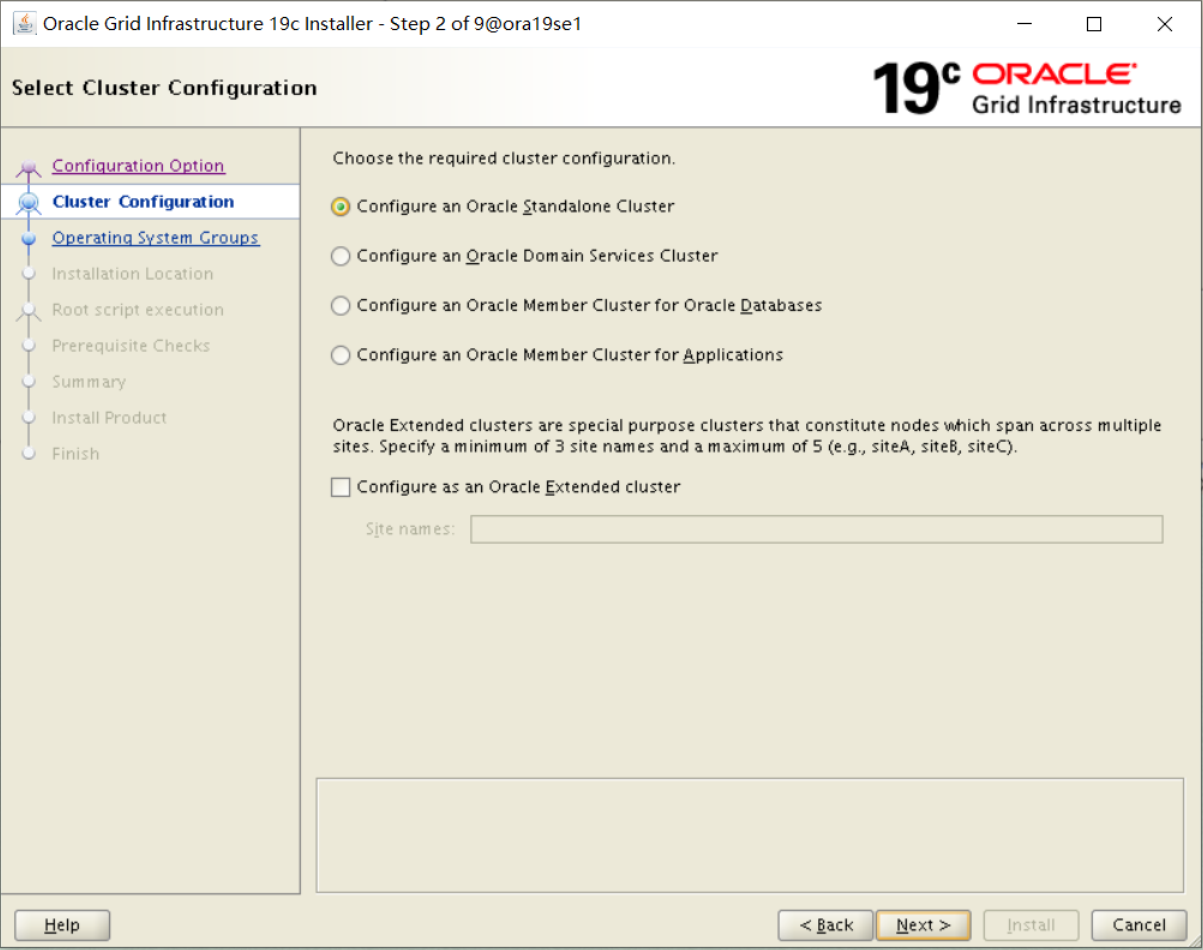 Oracle Grid Infrastructure 19c Installer - Step 2 of 9@ora19se1
Select Cluster Configuration
19c ORACLE
Grid Infrastructure
Configuration Option
Cluster Configuration
Operating System Groups
Installation Location
Root script execution
Prerequisite Checks
Summary
Install Product
Finish
Choose the required cluster configuration.
Configure an Oracle Standalone Cluster
Configure an Oracle Domain Services Cluster
Configure an Oracle Member Cluster for Oracle Databases
Configure an Oracle Member Cluster for Applications
Oracle Extended clusters are special purpose clusters that constitute nodes which span across multiple
sites. Specify a minimum of 3 site names and a maximum of 5 (e.g., siteA, siteB, siteC).
Configure as an Oracle Extended cluster
Site names:
Help
< Back
Next >
Install
Cancel